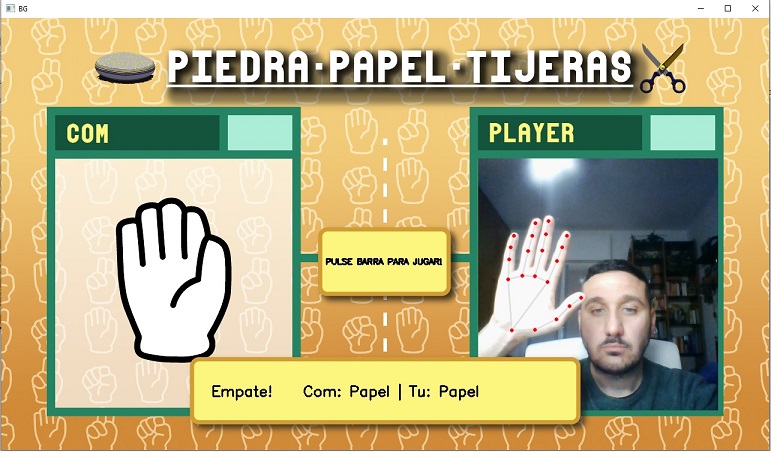 BG
PIEDRA·PAPEL·TIJERAS
COM
PLAYER
PULSE BARRA PARA JUGAR!
Empate! Com: Papel | Tu: Papel